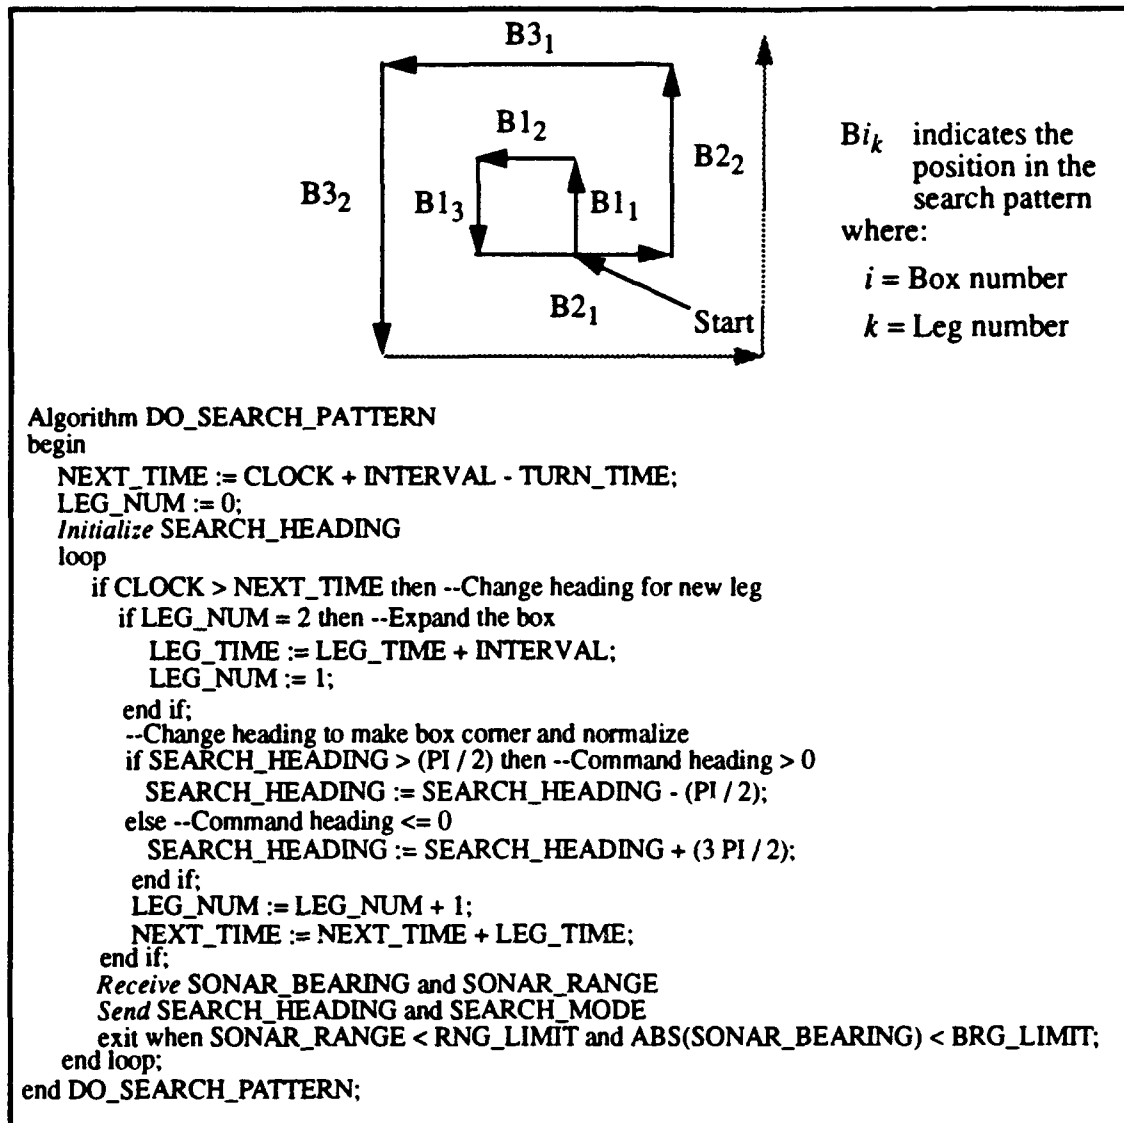 B3₁
B1₂
B2₂
B3₂
B1₃
B1₁
B2₁
Start
Biₖ indicates the
position in the
search pattern
where:
i = Box number
k = Leg number
Algorithm DO_SEARCH_PATTERN
begin
NEXT_TIME := CLOCK + INTERVAL - TURN_TIME;
LEG_NUM := 0;
Initialize SEARCH_HEADING
loop
if CLOCK > NEXT_TIME then --Change heading for new leg
if LEG_NUM = 2 then --Expand the box
LEG_TIME := LEG_TIME + INTERVAL;
LEG_NUM := 1;
end if;
--Change heading to make box corner and normalize
if SEARCH_HEADING > (PI / 2) then --Command heading > 0
SEARCH_HEADING := SEARCH_HEADING - (PI / 2);
else --Command heading <= 0
SEARCH_HEADING := SEARCH_HEADING + (3 PI / 2);
end if;
LEG_NUM := LEG_NUM + 1;
NEXT_TIME := NEXT_TIME + LEG_TIME;
end if;
Receive SONAR_BEARING and SONAR_RANGE
Send SEARCH_HEADING and SEARCH_MODE
exit when SONAR_RANGE < RNG_LIMIT and ABS(SONAR_BEARING) < BRG_LIMIT;
end loop;
end DO_SEARCH_PATTERN;